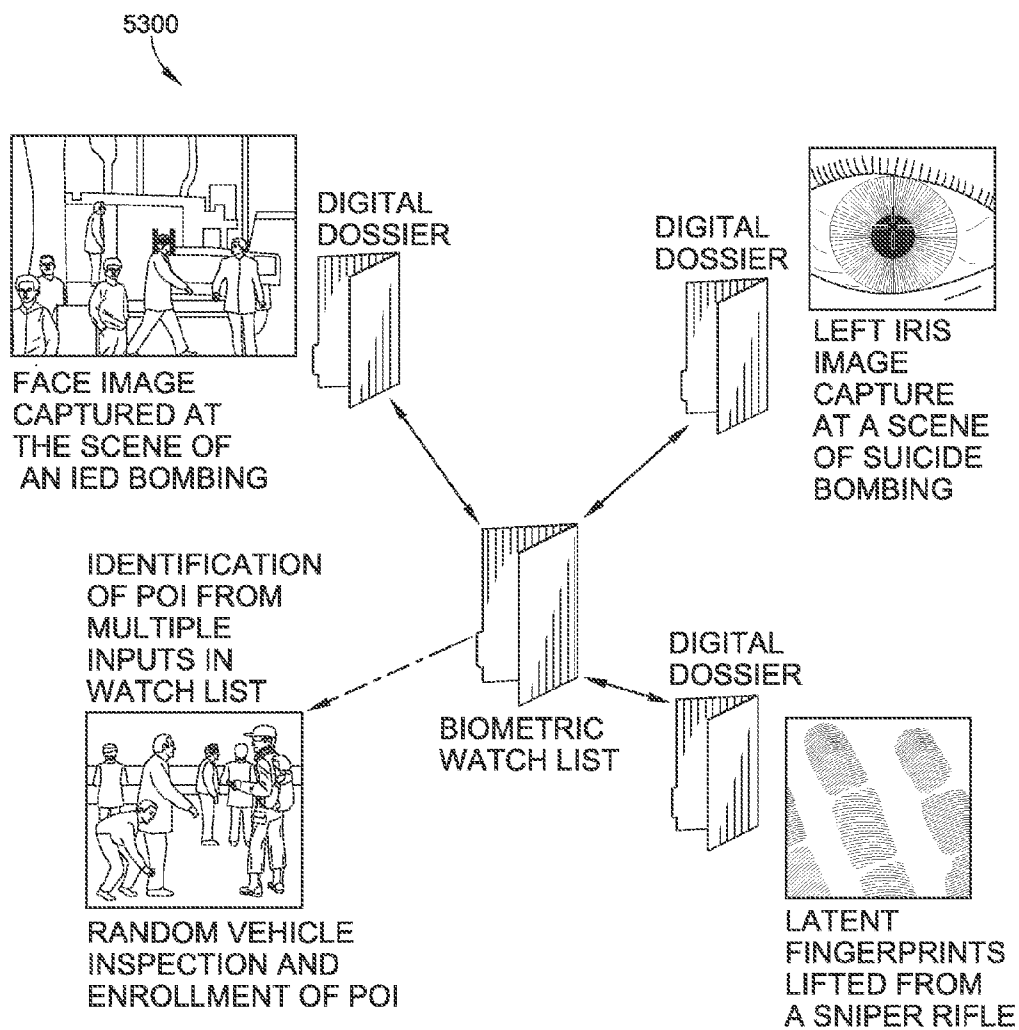 5300
DIGITAL
DOSSIER
FACE IMAGE
CAPTURED AT
THE SCENE OF
AN IED BOMBING
DIGITAL
DOSSIER
LEFT IRIS
IMAGE
CAPTURE
AT A SCENE
OF SUICIDE
BOMBING
IDENTIFICATION
OF POI FROM
MULTIPLE
INPUTS IN
WATCH LIST
BIOMETRIC
WATCH LIST
DIGITAL
DOSSIER
RANDOM VEHICLE
INSPECTION AND
ENROLLMENT OF POI
LATENT
FINGERPRINTS
LIFTED FROM
A SNIPER RIFLE